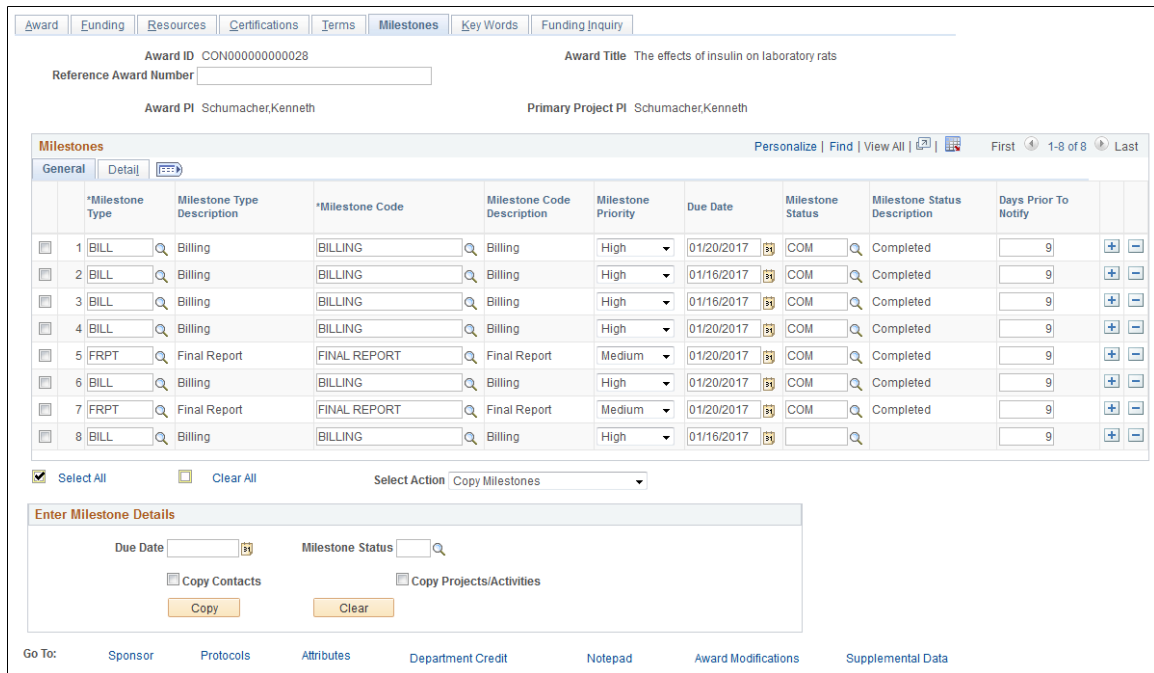 Award Funding Resources Certifications Terms Milestones Key Words Funding Inquiry
Award ID CON000000000028 Award Title The effects of insulin on laboratory rats
Reference Award Number
Award PI Schumacher,Kenneth Primary Project PI Schumacher,Kenneth
Milestones Personalize | Find | View All | | First 1-8 of 8 Last
General Detail
*Milestone Type Milestone Type Description *Milestone Code Milestone Code Description Milestone Priority Due Date Milestone Status Milestone Status Description Days Prior To Notify
1 BILL Billing BILLING Billing High 01/20/2017 31 COM Completed 9 + −
2 BILL Billing BILLING Billing High 01/16/2017 31 COM Completed 9 + −
3 BILL Billing BILLING Billing High 01/16/2017 31 COM Completed 9 + −
4 BILL Billing BILLING Billing High 01/20/2017 31 COM Completed 9 + −
5 FRPT Final Report FINAL REPORT Final Report Medium 01/20/2017 31 COM Completed 9 + −
6 BILL Billing BILLING Billing High 01/20/2017 31 COM Completed 9 + −
7 FRPT Final Report FINAL REPORT Final Report Medium 01/20/2017 31 COM Completed 9 + −
8 BILL Billing BILLING Billing High 01/16/2017 31 9 + −
Select All Clear All Select Action Copy Milestones
Enter Milestone Details
Due Date 31 Milestone Status
Copy Contacts Copy Projects/Activities
Copy Clear
Go To: Sponsor Protocols Attributes Department Credit Notepad Award Modifications Supplemental Data